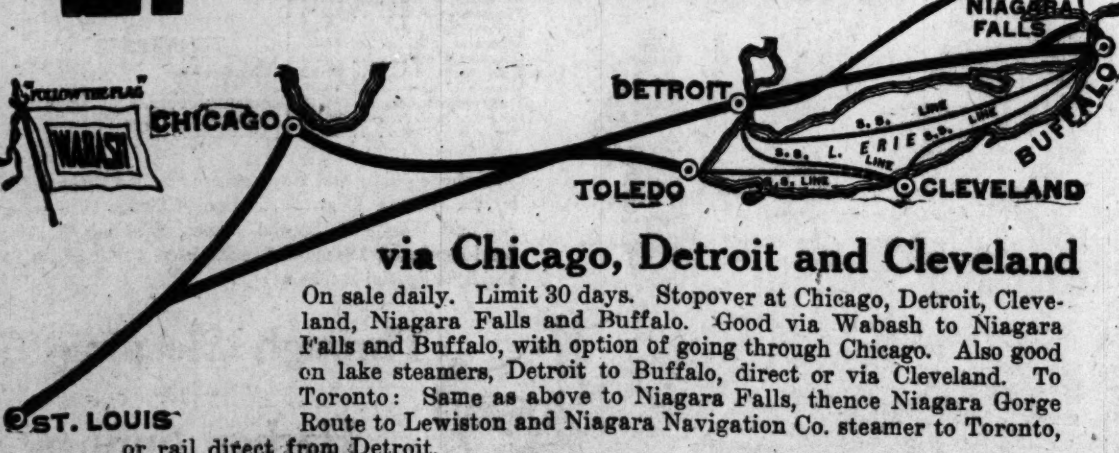 NIAGARA
FALLS
"FOLLOW THE FLAG"
WABASH
CHICAGO
DETROIT
BUFFALO
S. S. LINE
S. S. LINE
L. ERIE
S. S. LINE
S. S. LINE
TOLEDO
CLEVELAND
via Chicago, Detroit and Cleveland
On sale daily. Limit 30 days. Stopover at Chicago, Detroit, Cleve-
land, Niagara Falls and Buffalo. Good via Wabash to Niagara
Falls and Buffalo, with option of going through Chicago. Also good
on lake steamers, Detroit to Buffalo, direct or via Cleveland. To
Toronto: Same as above to Niagara Falls, thence Niagara Gorge
Route to Lewiston and Niagara Navigation Co. steamer to Toronto,
or rail direct from Detroit.
ST. LOUIS